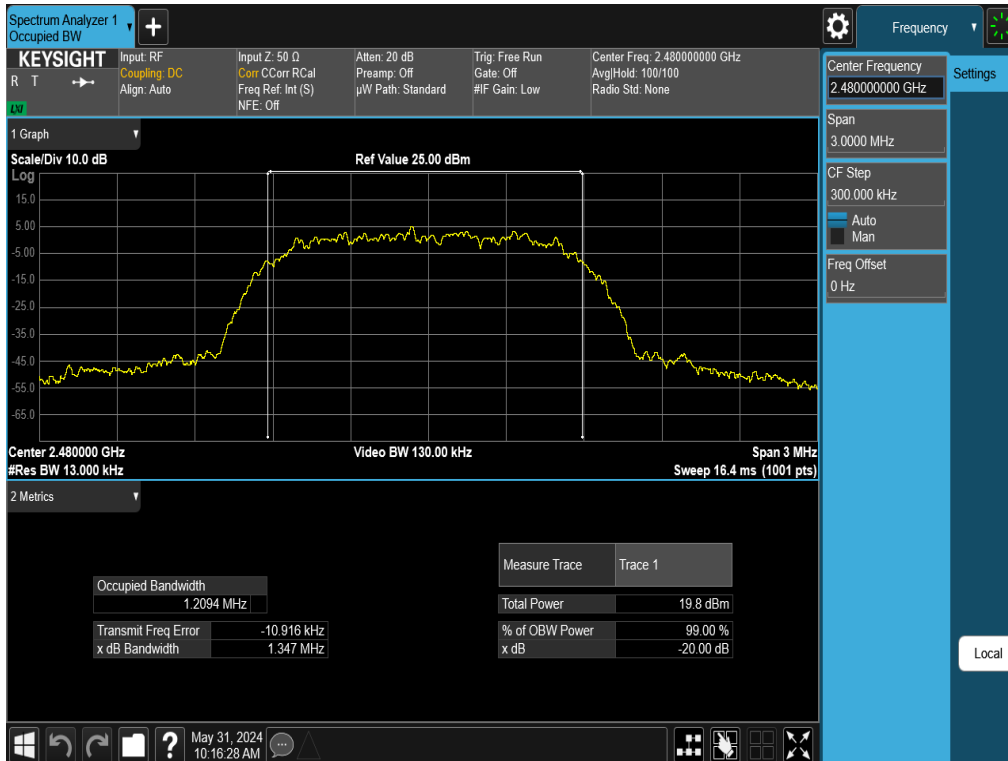 Spectrum Analyzer 1
Occupied BW
Frequency
KEYSIGHT
R T
LXI
Input: RF
Coupling: DC
Align: Auto
Input Z: 50 Ω
Corr CCorr RCal
Freq Ref: Int (S)
NFE: Off
Atten: 20 dB
Preamp: Off
µW Path: Standard
Trig: Free Run
Gate: Off
#IF Gain: Low
Center Freq: 2.480000000 GHz
Avg|Hold: 100/100
Radio Std: None
Center Frequency
2.480000000 GHz
Settings
Span
3.0000 MHz
CF Step
300.000 kHz
Auto
Man
Freq Offset
0 Hz
Local
1 Graph
Scale/Div 10.0 dB
Ref Value 25.00 dBm
Log
15.0
5.00
-5.00
-15.0
-25.0
-35.0
-45.0
-55.0
-65.0
Center 2.480000 GHz
Video BW 130.00 kHz
Span 3 MHz
#Res BW 13.000 kHz
Sweep 16.4 ms (1001 pts)
2 Metrics
Occupied Bandwidth
1.2094 MHz
Transmit Freq Error -10.916 kHz
x dB Bandwidth 1.347 MHz
Measure Trace Trace 1
Total Power 19.8 dBm
% of OBW Power 99.00 %
x dB -20.00 dB
May 31, 2024
10:16:28 AM